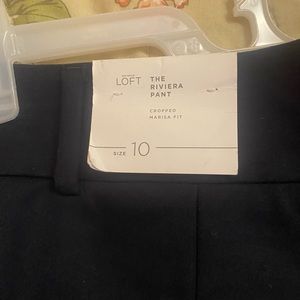 LOFT
THE
RIVIERA
PANT
CROPPED
MARISA FIT
SIZE 10